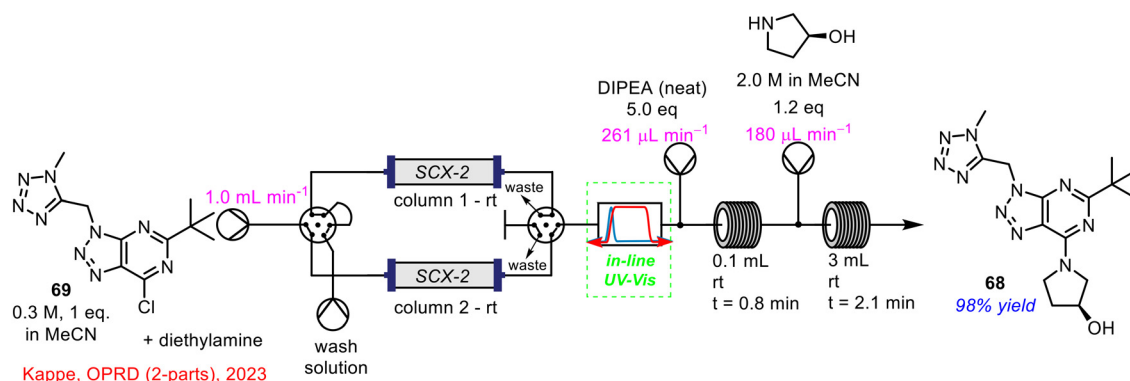 HN
OH
2.0 M in MeCN
1.2 eq
180 µL min⁻¹
DIPEA (neat)
5.0 eq
261 µL min⁻¹
N
N
N
N
N
N
N
N
N
N
Cl
69
0.3 M, 1 eq.
in MeCN
+ diethylamine
Kappe, OPRD (2-parts), 2023
1.0 mL min⁻¹
SCX-2
column 1 - rt
SCX-2
column 2 - rt
wash
solution
waste
waste
in-line
UV-Vis
0.1 mL
rt
t = 0.8 min
3 mL
rt
t = 2.1 min
N
N
N
N
N
N
N
N
N
N
OH
68
98% yield